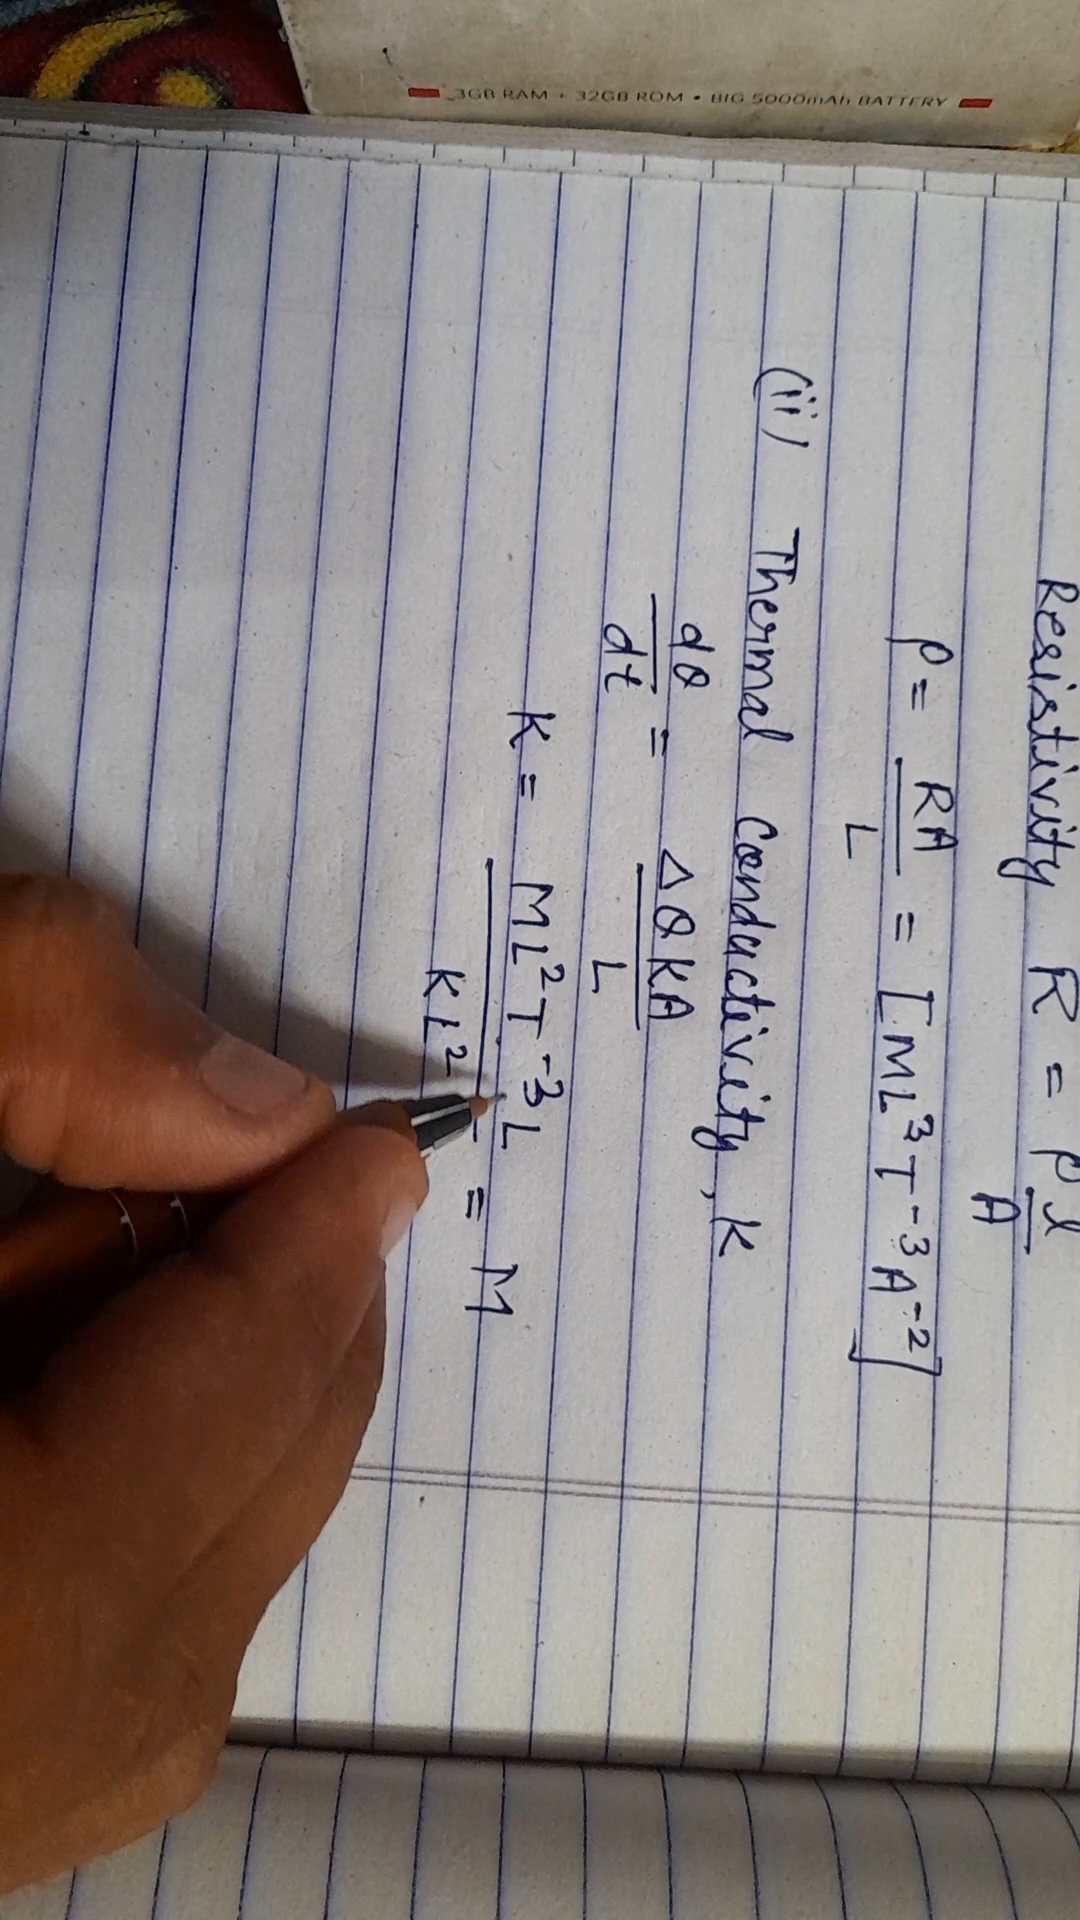 3GB RAM + 32GB ROM • BIG 5000mAh BATTERY
Resistivity R = ρ l/A
ρ = RA/L = [ML³T⁻³A⁻²]
(ii) Thermal Conductivity, K
dθ/dt = ΔθKA/L
K = ML²T⁻³L/KL² = M